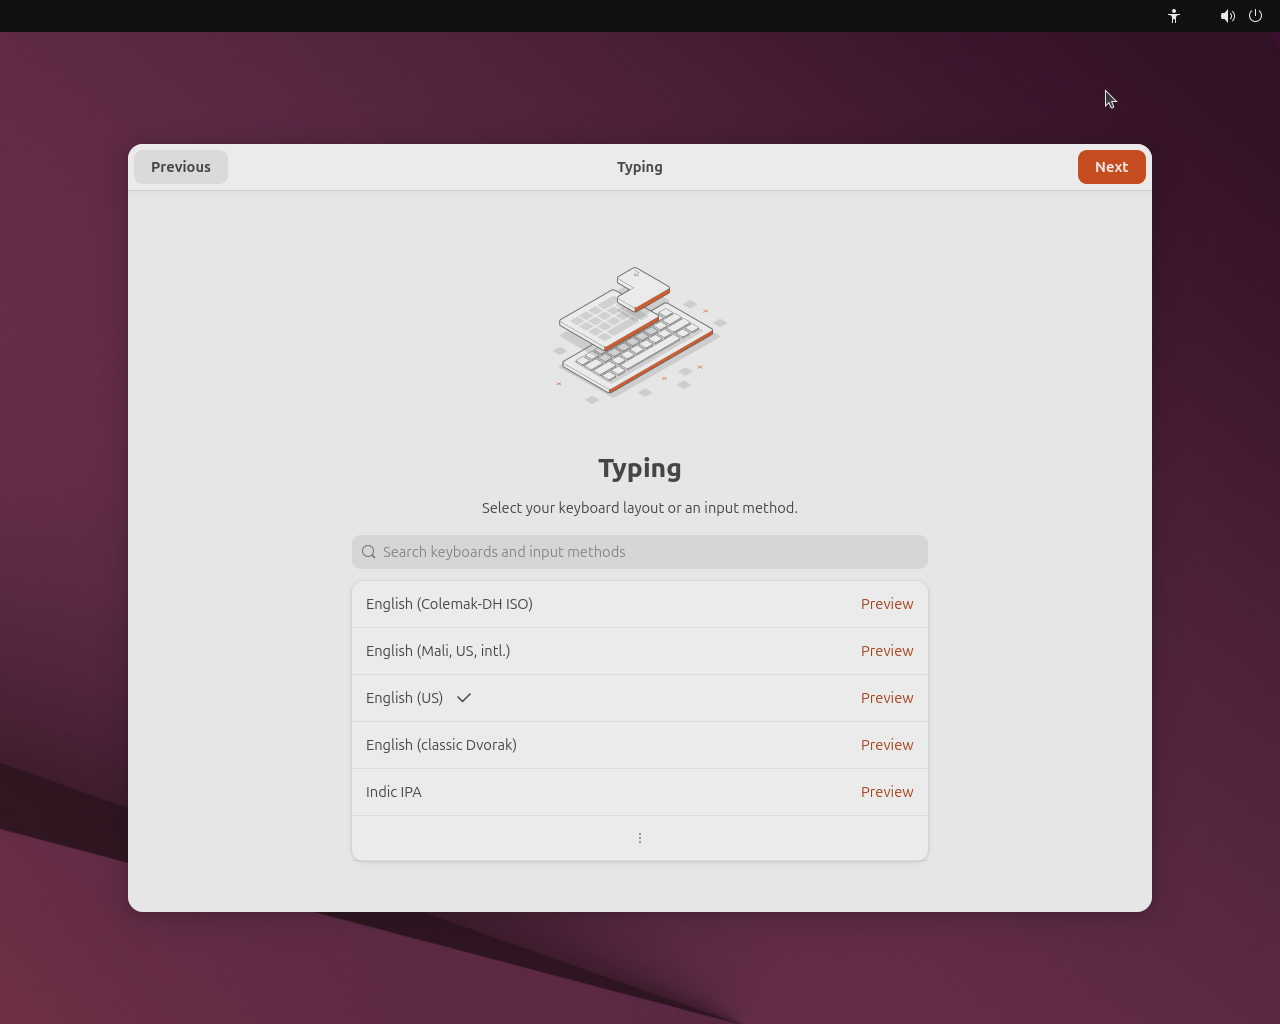 Previous
Typing
Next
Typing
Select your keyboard layout or an input method.
Search keyboards and input methods
English (Colemak-DH ISO) Preview
English (Mali, US, intl.) Preview
English (US) Preview
English (classic Dvorak) Preview
Indic IPA Preview